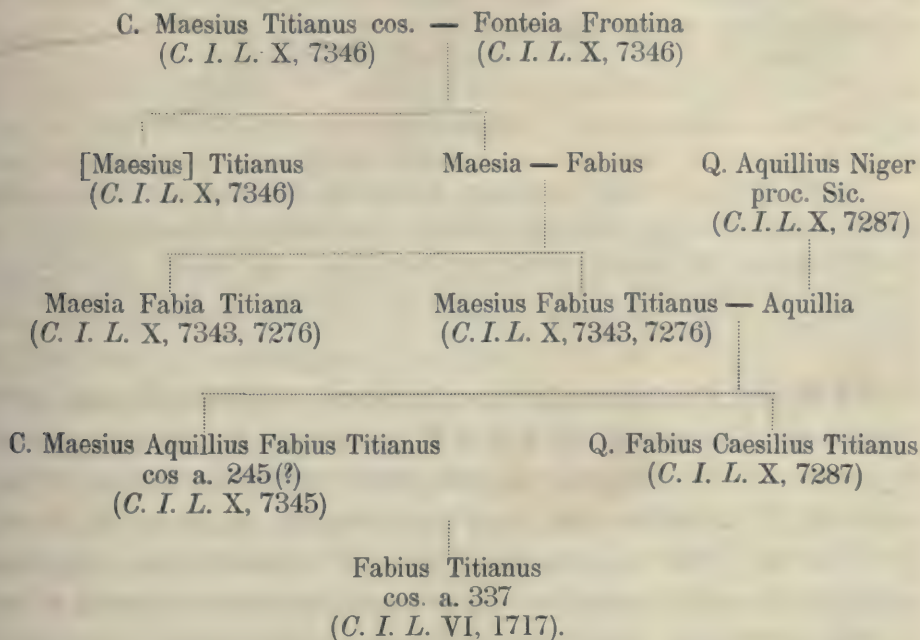 C. Maesius Titianus cos. — Fonteia Frontina
(C. I. L. X, 7346) (C. I. L. X, 7346)
[Maesius] Titianus Maesia — Fabius Q. Aquillius Niger
(C. I. L. X, 7346) proc. Sic.
(C. I. L. X, 7287)
Maesia Fabia Titiana Maesius Fabius Titianus — Aquillia
(C. I. L. X, 7343, 7276) (C. I. L. X, 7343, 7276)
C. Maesius Aquillius Fabius Titianus Q. Fabius Caesilius Titianus
cos a. 245 (?) (C. I. L. X, 7287)
(C. I. L. X, 7345)
Fabius Titianus
cos. a. 337
(C. I. L. VI, 1717).